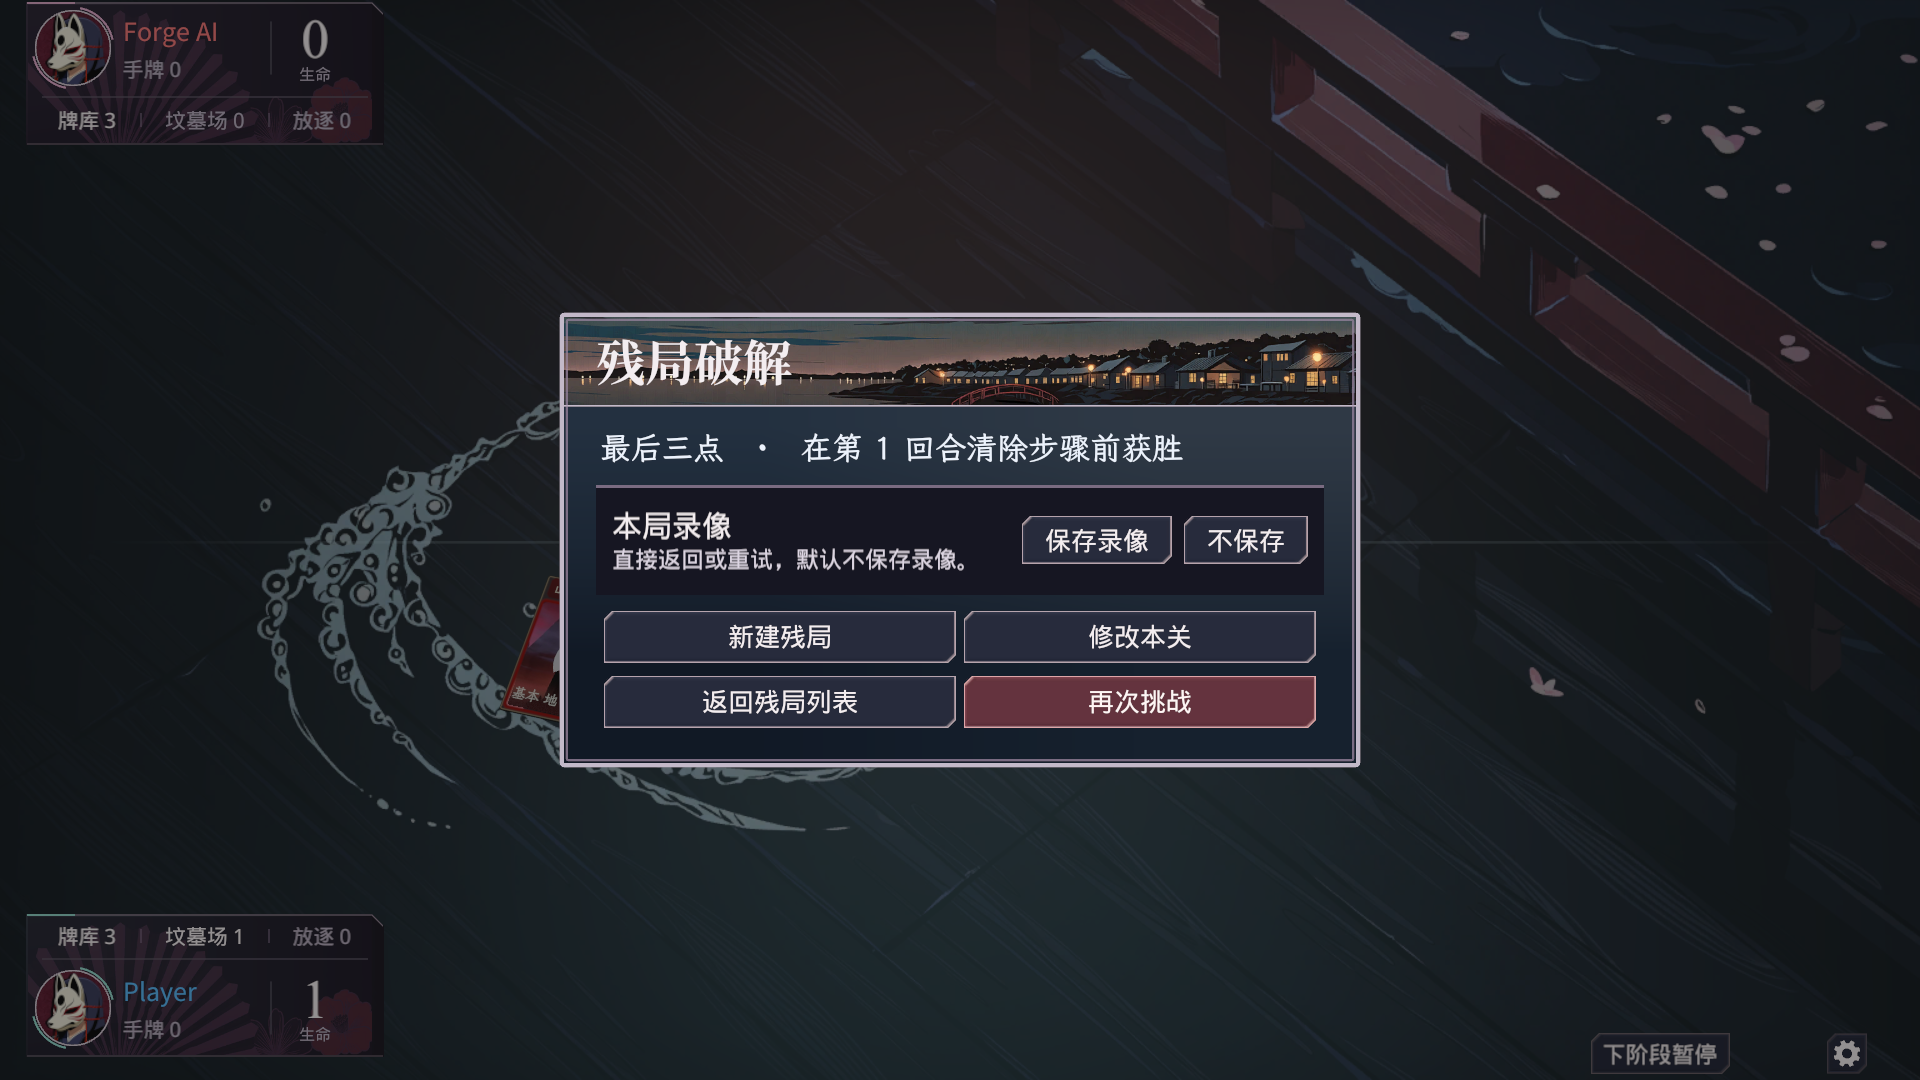 Forge AI
手牌 0
0
生命
牌库 3
坟墓场 0
放逐 0
残局破解
最后三点 · 在第 1 回合清除步骤前获胜
本局录像
直接返回或重试，默认不保存录像。
保存录像
不保存
新建残局
修改本关
返回残局列表
再次挑战
基本 地
牌库 3
坟墓场 1
放逐 0
Player
手牌 0
1
生命
下阶段暂停